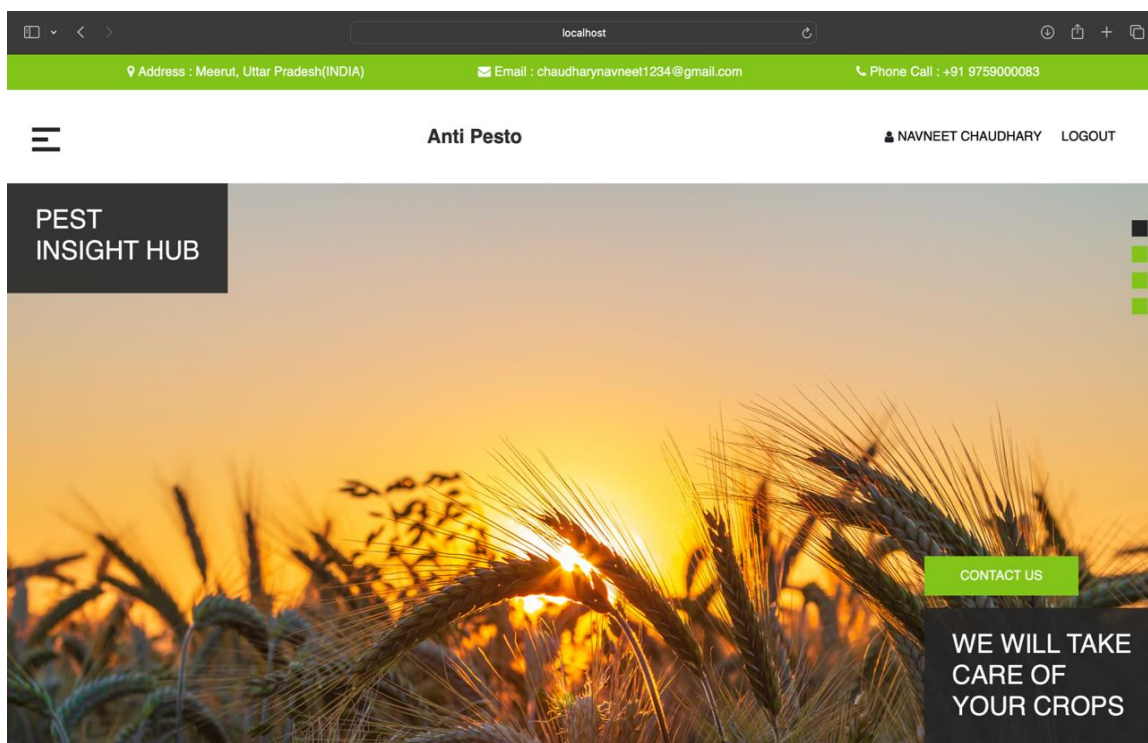 localhost
Address : Meerut, Uttar Pradesh(INDIA)
Email : chaudharynavneet1234@gmail.com
Phone Call : +91 9759000083
Anti Pesto
NAVNEET CHAUDHARY
LOGOUT
PEST
INSIGHT HUB
CONTACT US
WE WILL TAKE
CARE OF
YOUR CROPS